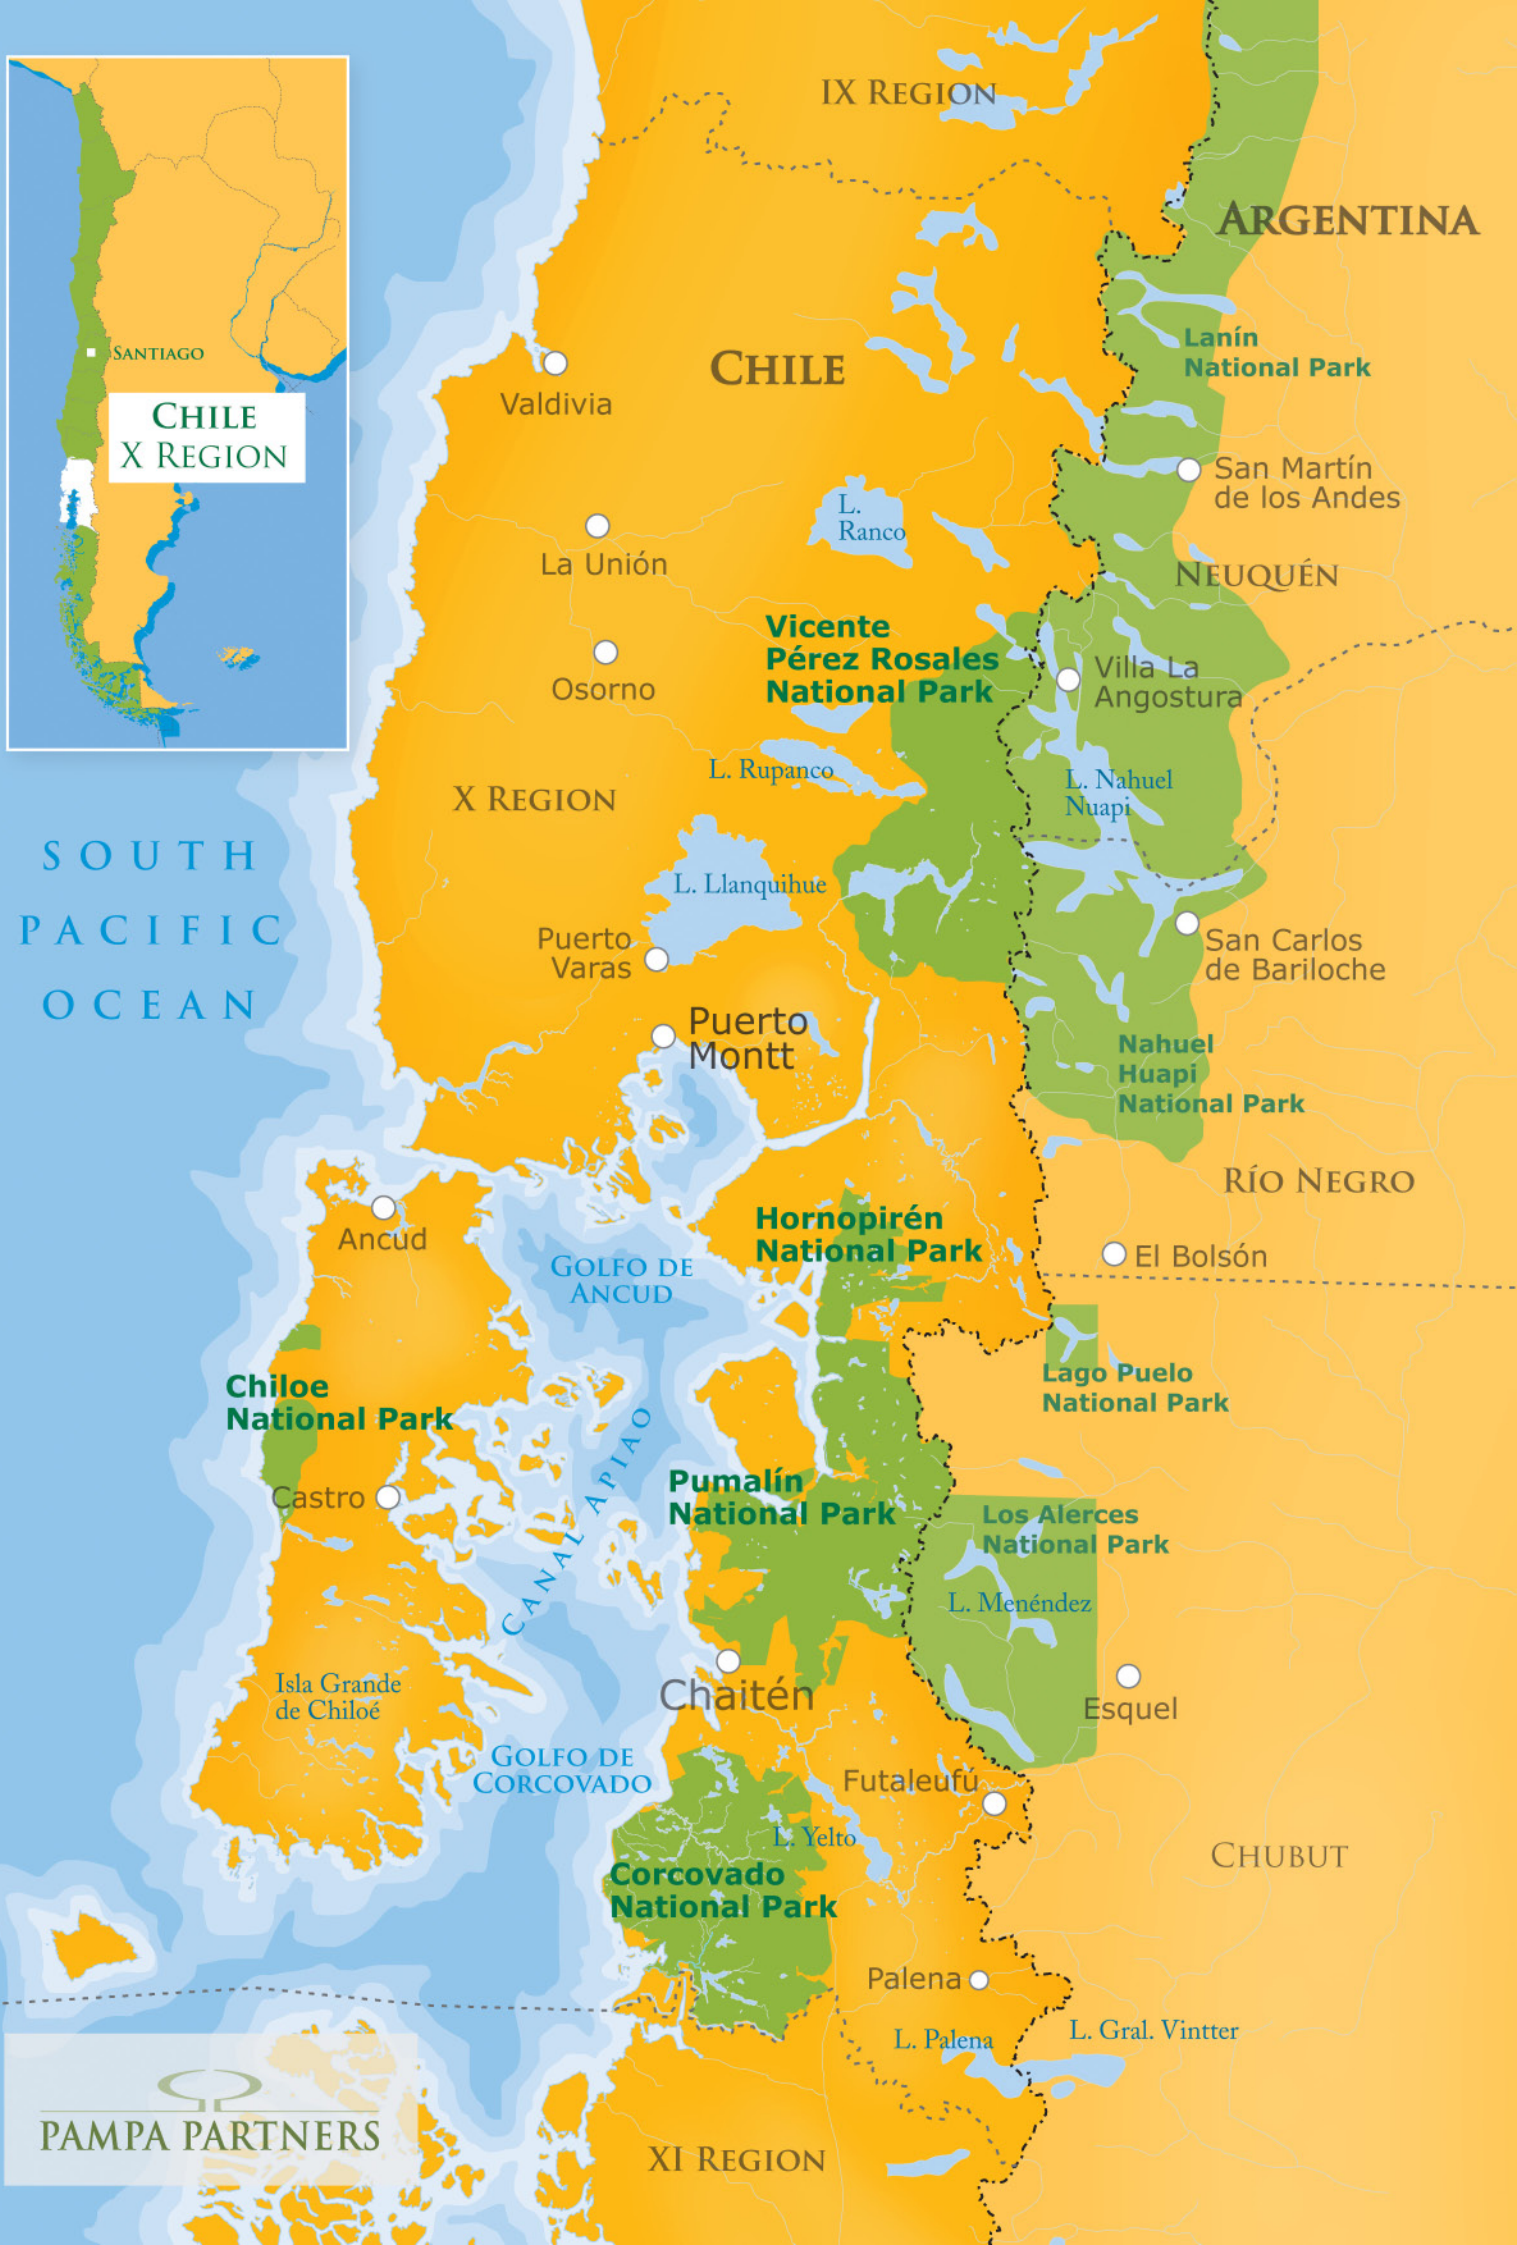 IX REGION
ARGENTINA
SANTIAGO
Lanín
National Park
CHILE
Valdivia
CHILE
X REGION
San Martín
de los Andes
L.
Ranco
La Unión
NEUQUÉN
Vicente
Pérez Rosales
National Park
Villa La
Angostura
Osorno
L. Rupanco
L. Nahuel
Nuapi
X REGION
SOUTH
PACIFIC
OCEAN
L. Llanquihue
Puerto
Varas
San Carlos
de Bariloche
Puerto
Montt
Nahuel
Huapi
National Park
RÍO NEGRO
Hornopirén
National Park
Ancud
El Bolsón
GOLFO DE
ANCUD
Lago Puelo
National Park
Chiloe
National Park
CANAL APIAO
Pumalín
National Park
Castro
Los Alerces
National Park
L. Menéndez
Isla Grande
de Chiloé
Chaitén
Esquel
GOLFO DE
CORCOVADO
Futaleufú
L. Yelto
CHUBUT
Corcovado
National Park
Palena
L. Palena
L. Gral. Vintter
PAMPA PARTNERS
XI REGION